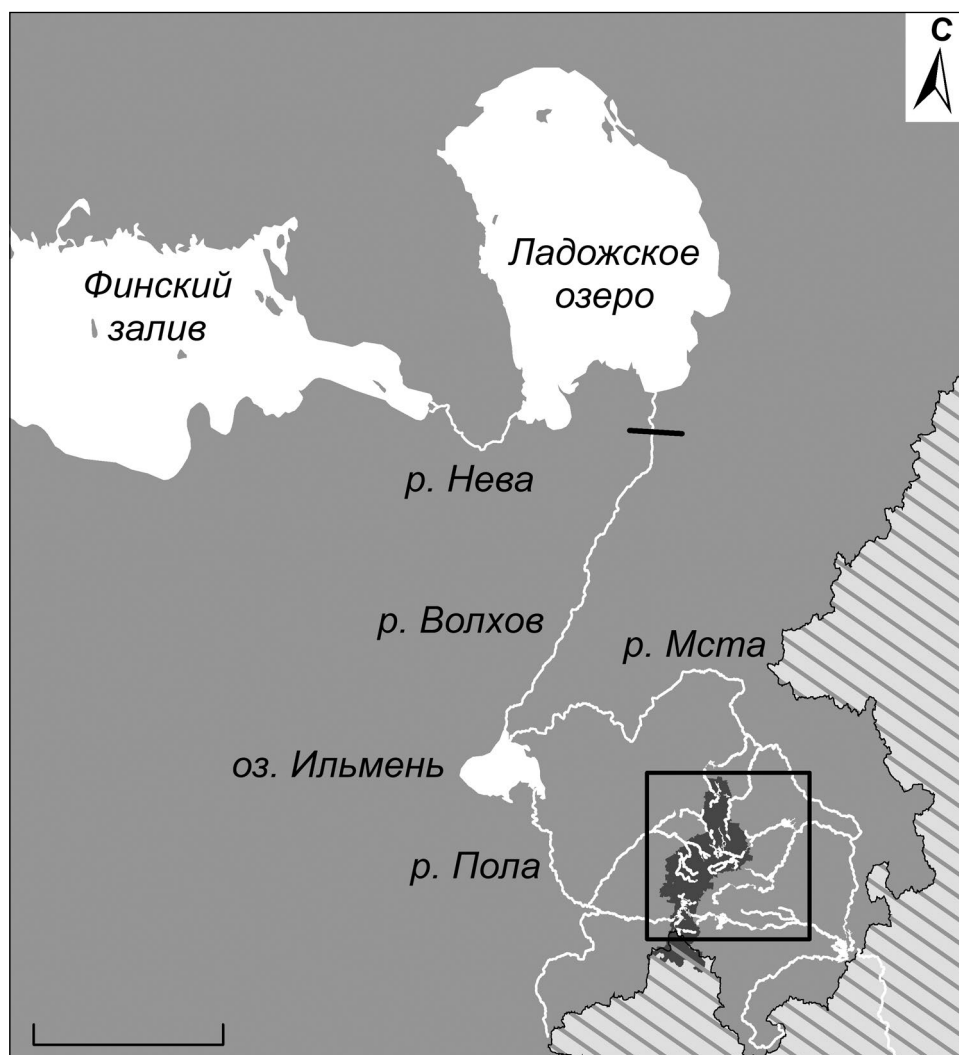 С
Ладожское
озеро
Финский
залив
р. Нева
р. Волхов
р. Мста
оз. Ильмень
р. Пола